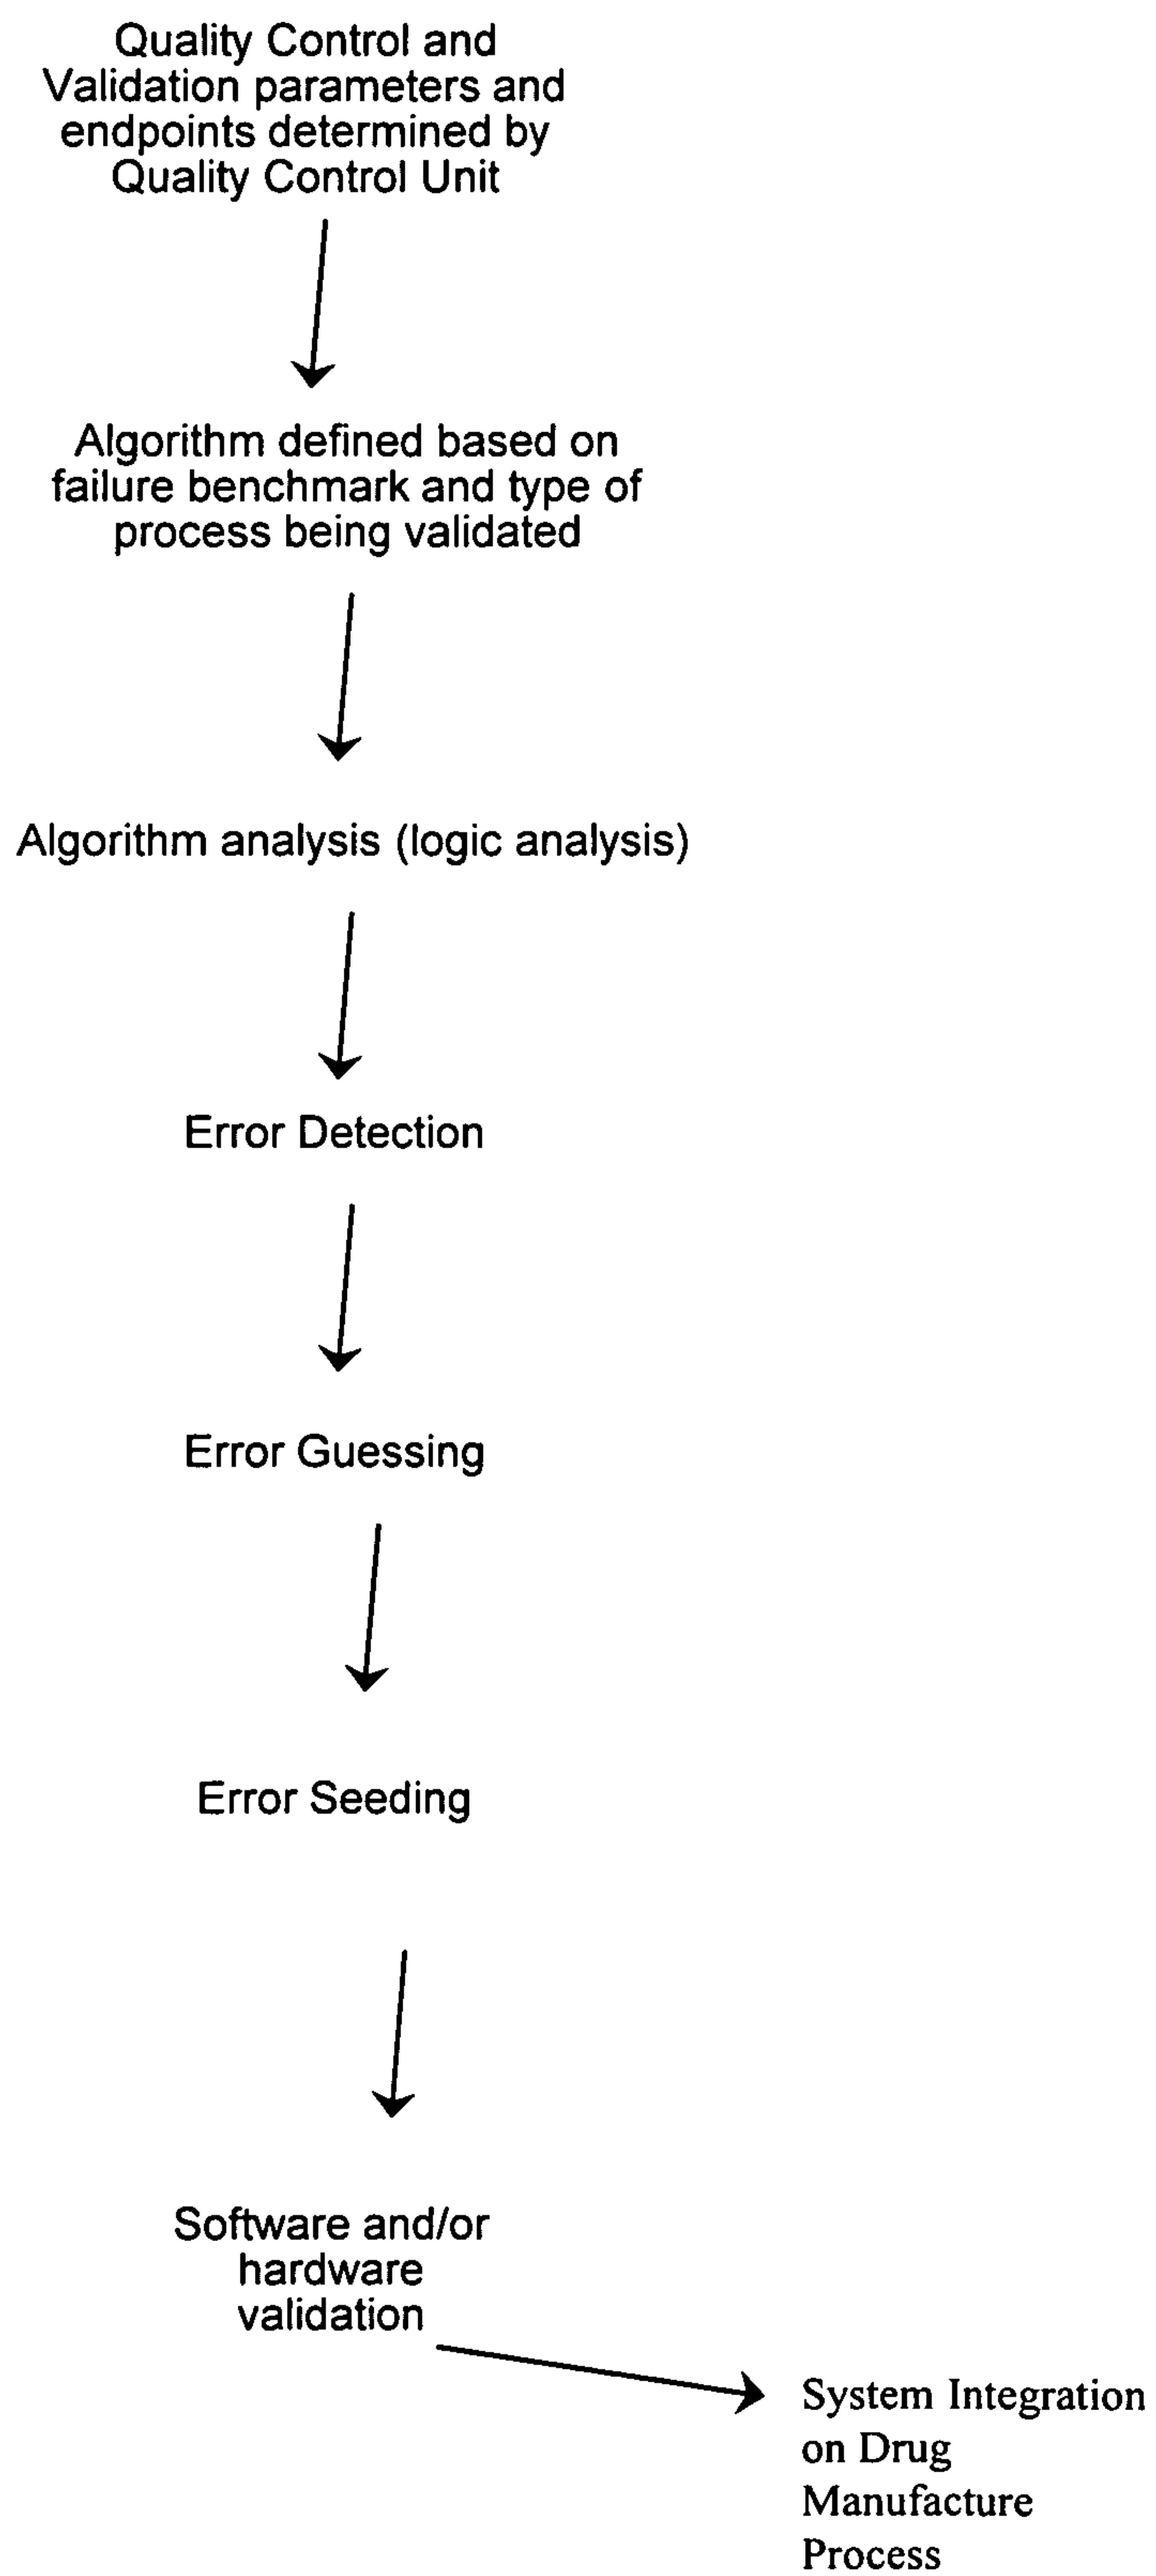 Quality Control and
Validation parameters and
endpoints determined by
Quality Control Unit
Algorithm defined based on
failure benchmark and type of
process being validated
Algorithm analysis (logic analysis)
Error Detection
Error Guessing
Error Seeding
Software and/or
hardware
validation
System Integration
on Drug
Manufacture
Process